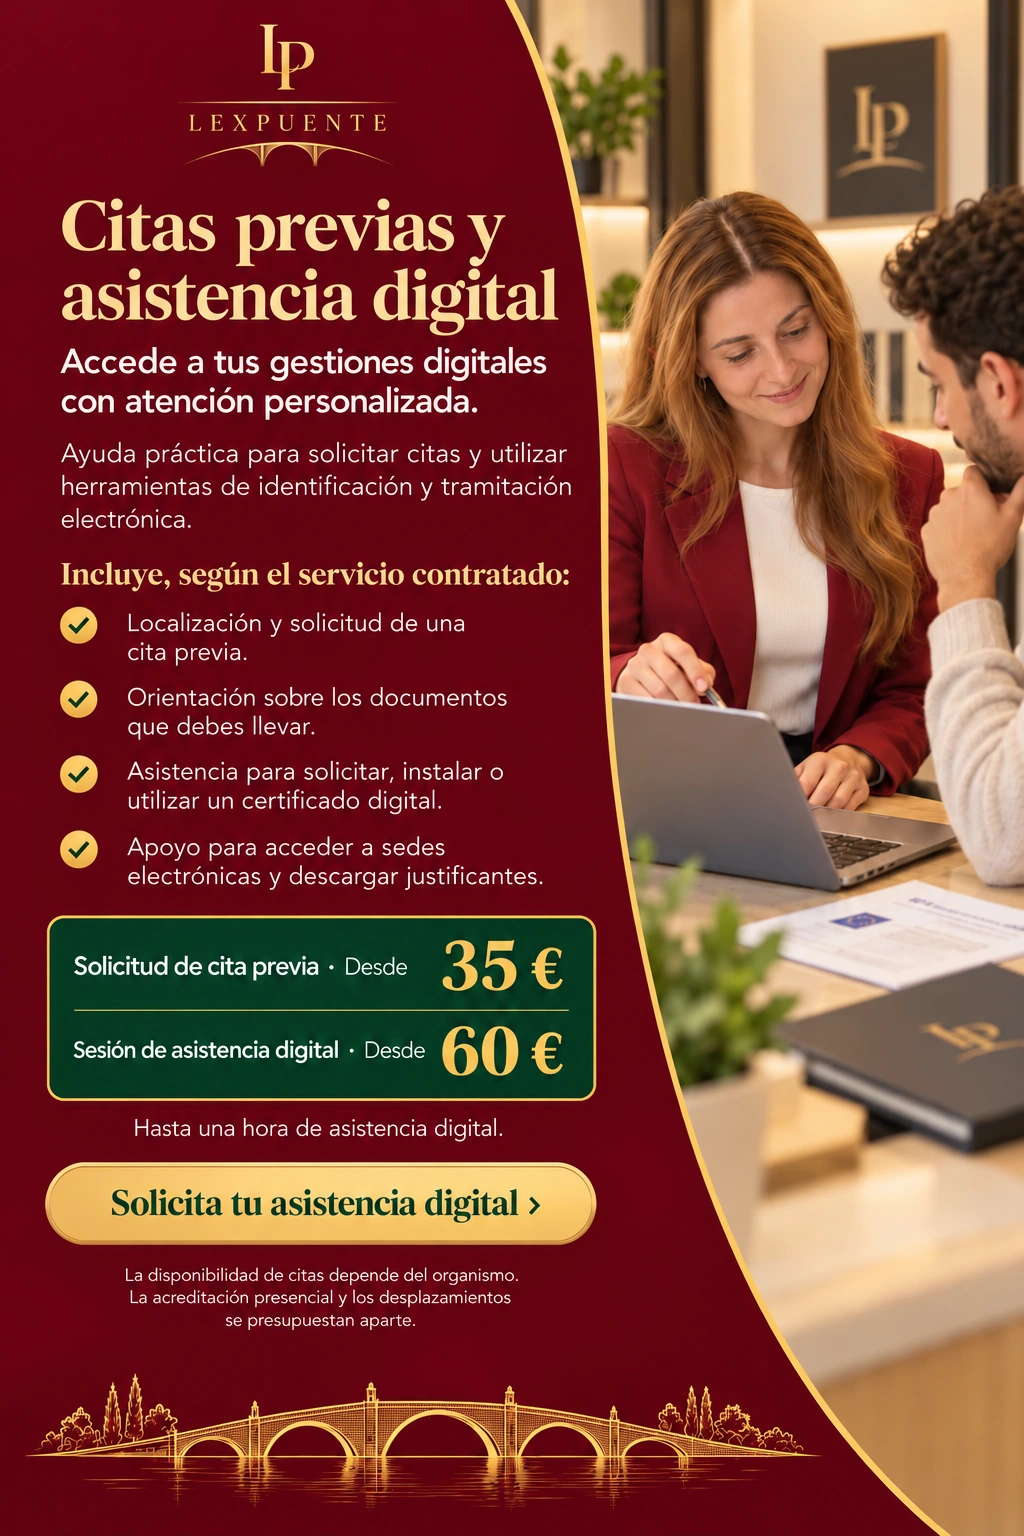 LP
LEXPUENTE
Citas previas y
asistencia digital
Accede a tus gestiones digitales
con atención personalizada.
Ayuda práctica para solicitar citas y utilizar
herramientas de identificación y tramitación
electrónica.
Incluye, según el servicio contratado:
Localización y solicitud de una
cita previa.
Orientación sobre los documentos
que debes llevar.
Asistencia para solicitar, instalar o
utilizar un certificado digital.
Apoyo para acceder a sedes
electrónicas y descargar justificantes.
Solicitud de cita previa · Desde 35 €
Sesión de asistencia digital · Desde 60 €
Hasta una hora de asistencia digital.
Solicita tu asistencia digital ›
La disponibilidad de citas depende del organismo.
La acreditación presencial y los desplazamientos
se presupuestan aparte.
LP
LP